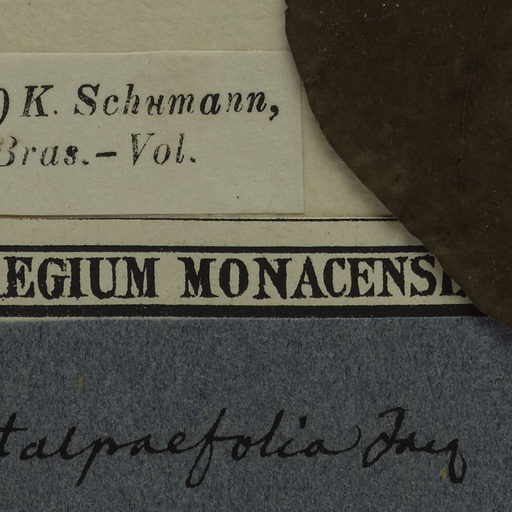 ) K. Schumann,
Bras.– Vol.
EGIUM MONACENSE
talpaefolia Jacq